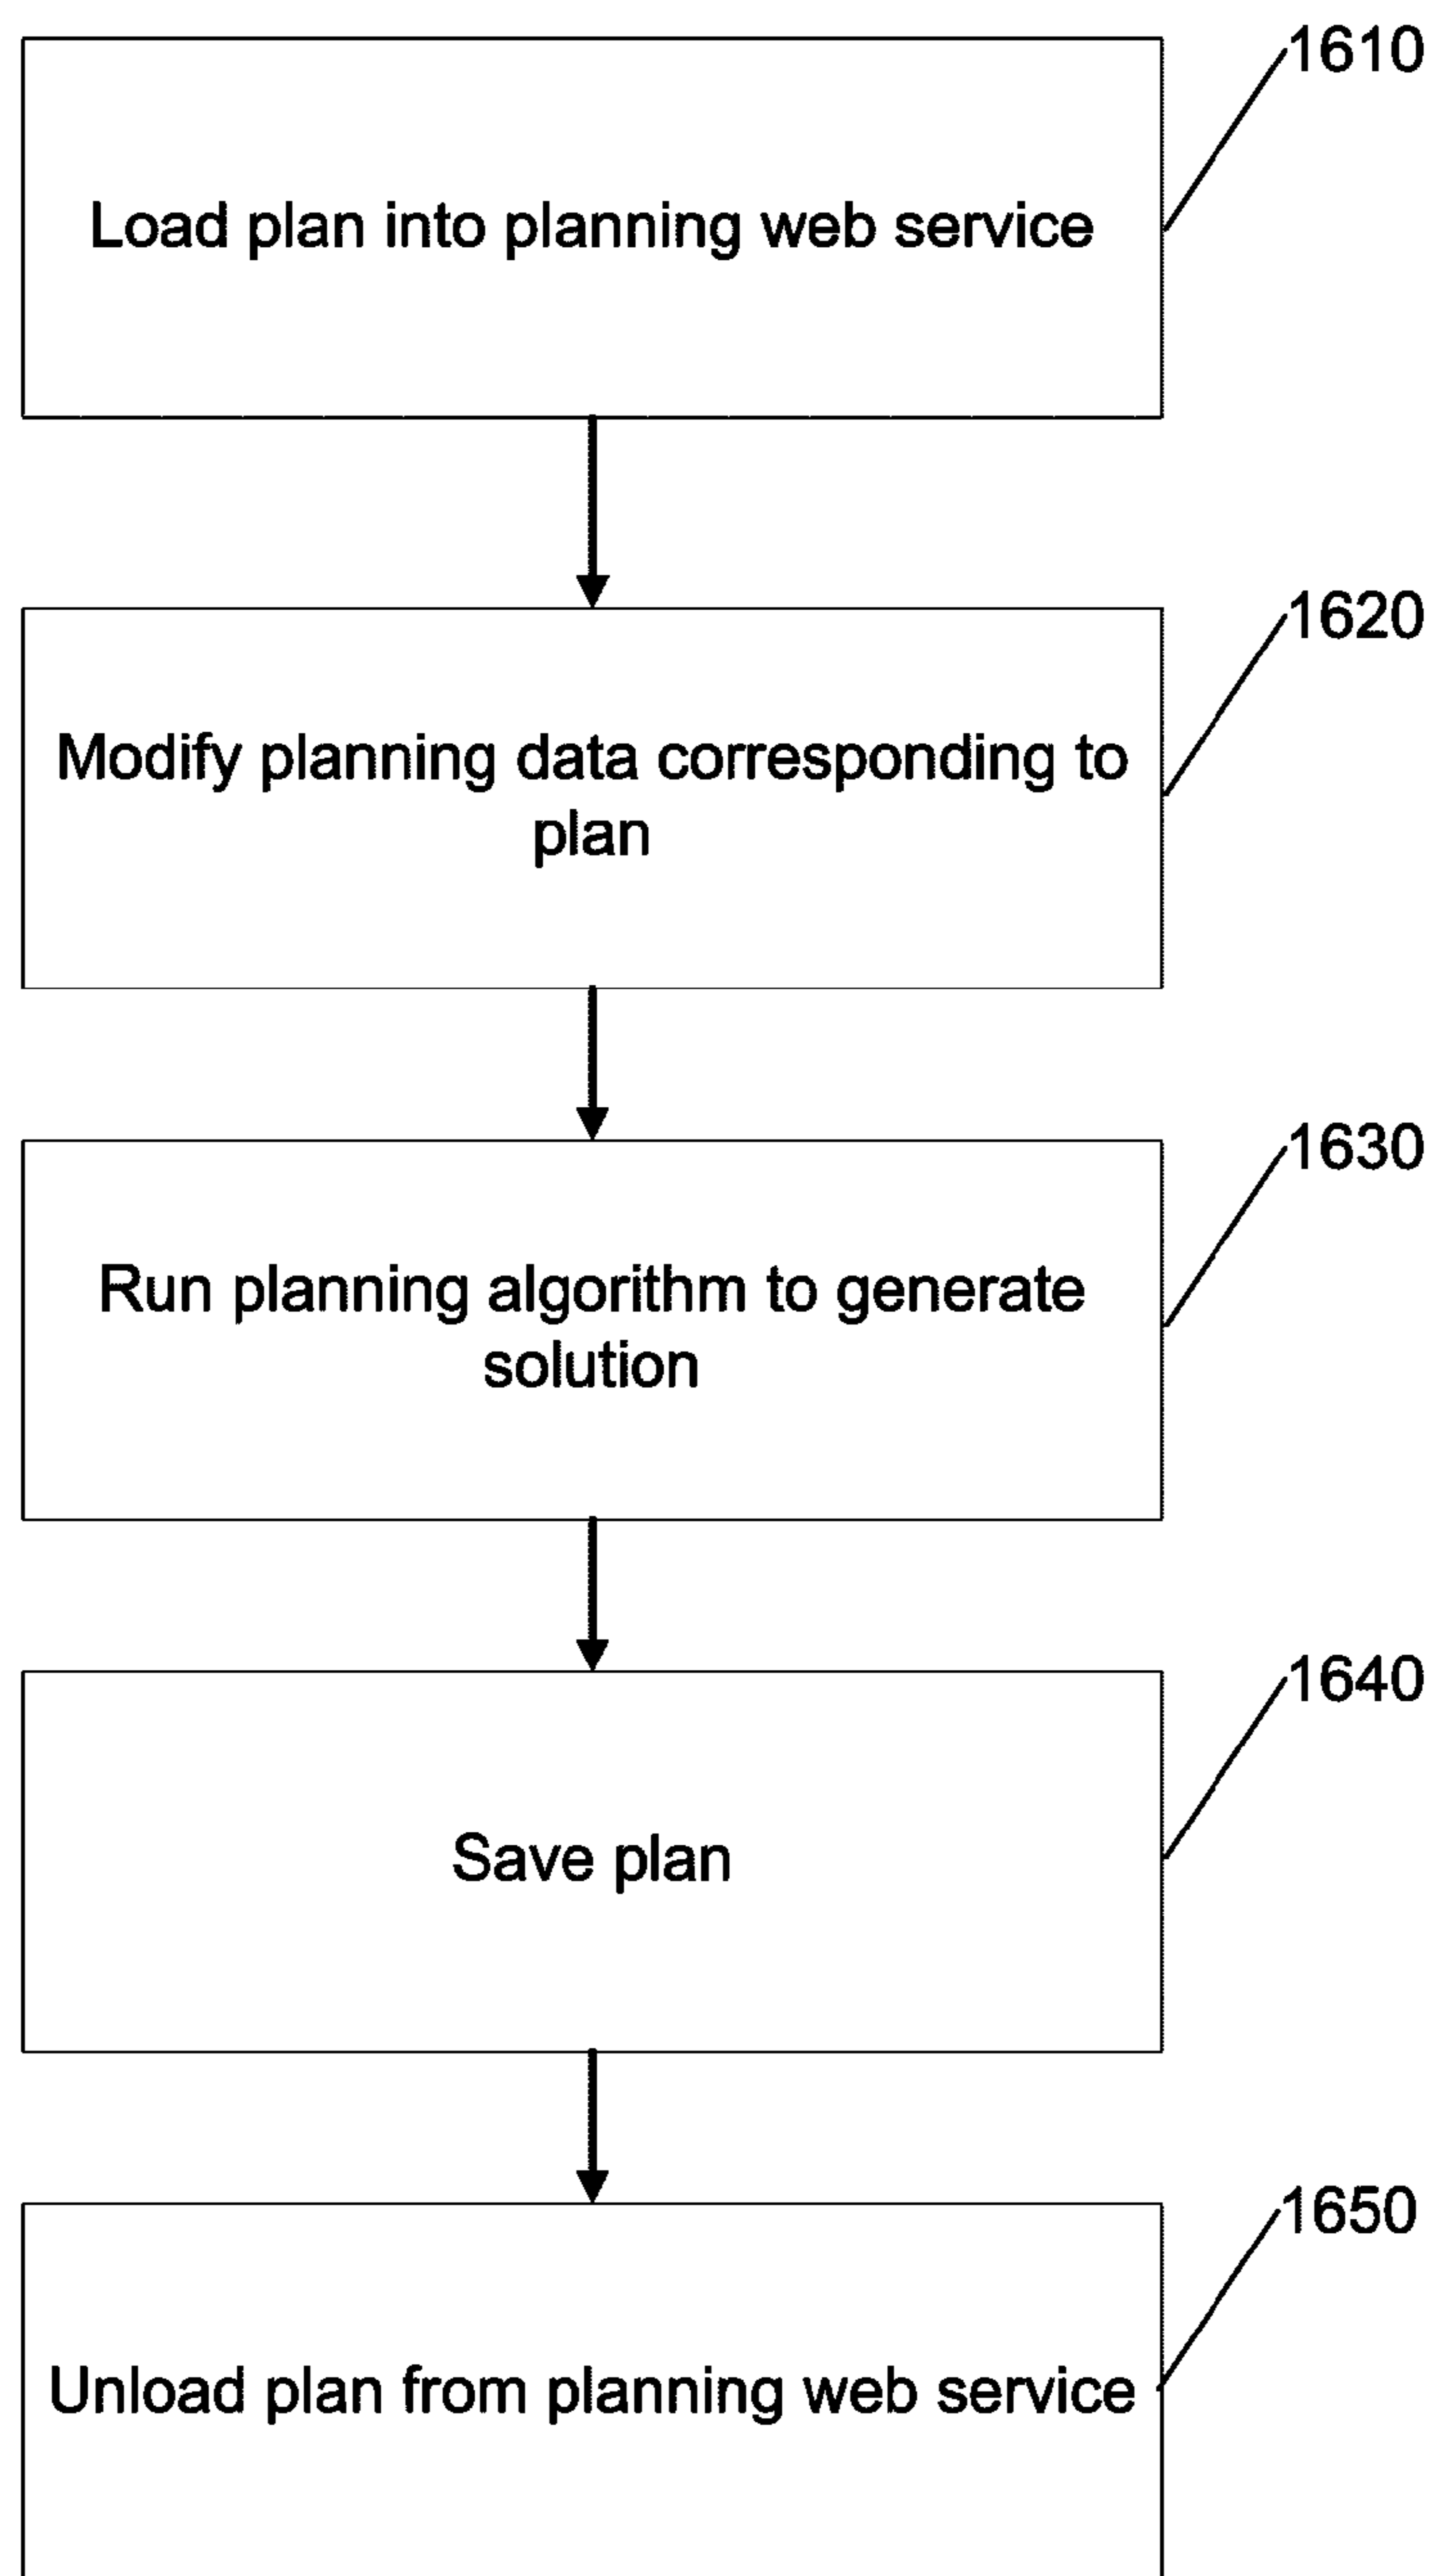 1610
Load plan into planning web service
1620
Modify planning data corresponding to
plan
1630
Run planning algorithm to generate
solution
1640
Save plan
1650
Unload plan from planning web service